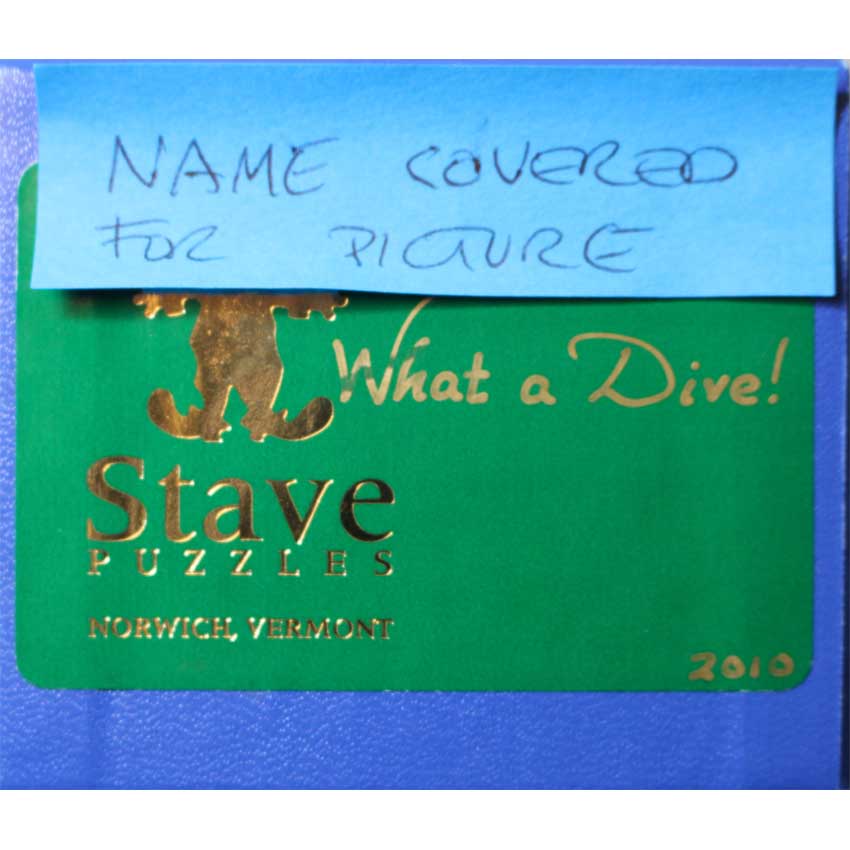 NAME COVERED
FOR PICTURE
What a Dive!
Stave
PUZZLES
NORWICH, VERMONT
2010